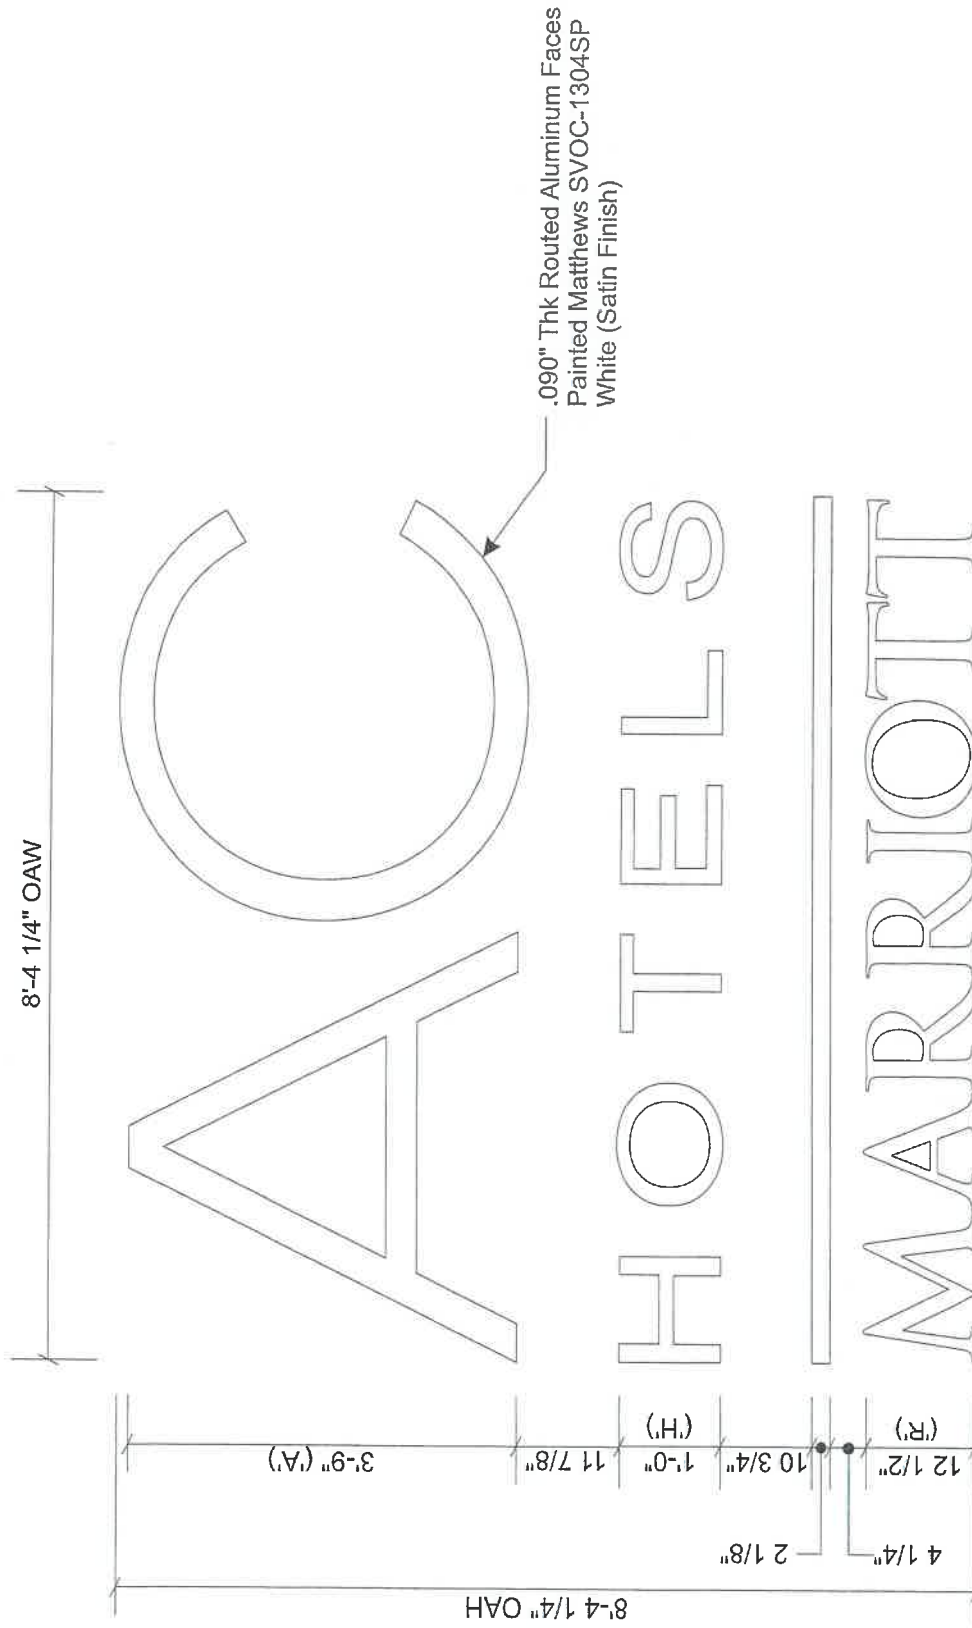 8'-4 1/4" OAW
AC
HOTELS
MARRIOTT
.090" Thk Routed Aluminum Faces
Painted Matthews SVOC-1304SP
White (Satin Finish)
8'-4 1/4" OAH
3'-9" ('A')
11 7/8"
1'-0"
('H')
10 3/4"
2 1/8"
4 1/4"
12 1/2"
('R')